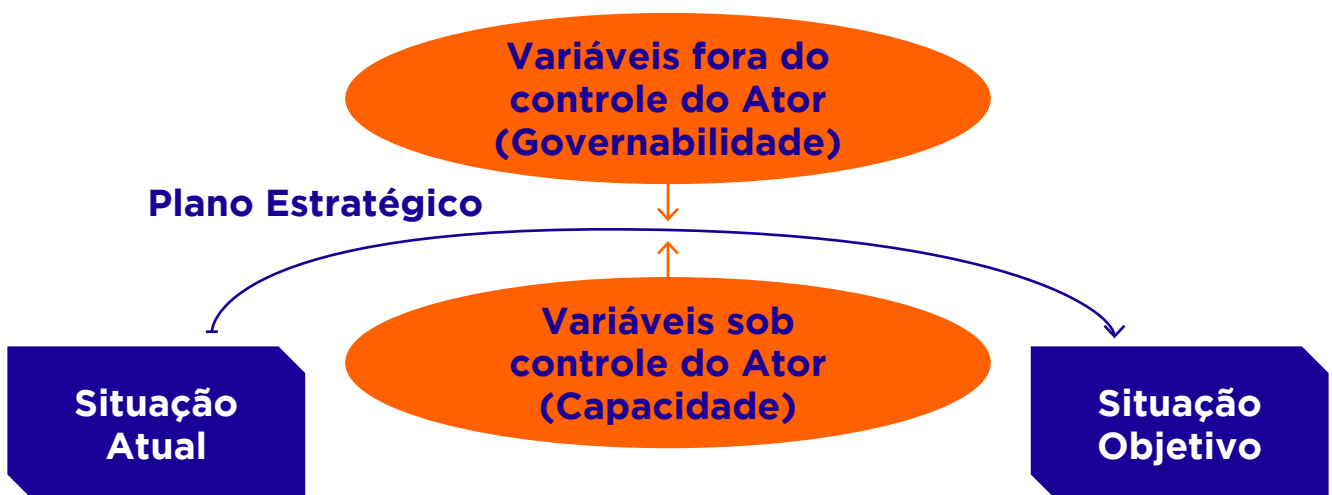 Variáveis fora do
controle do Ator
(Governabilidade)
Plano Estratégico
Variáveis sob
controle do Ator
(Capacidade)
Situação
Atual
Situação
Objetivo